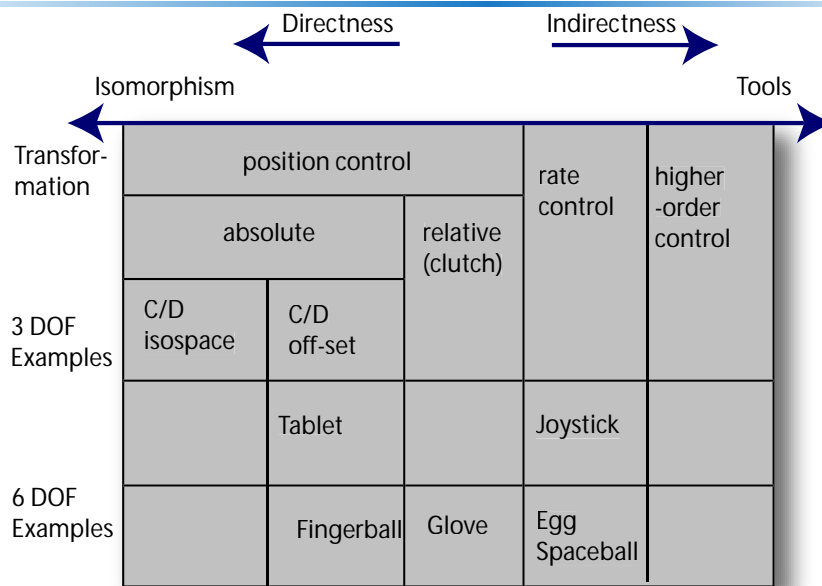 Directness Indirectness
Isomorphism Tools
Transfor-
mation
position control
rate
control
higher
-order
control
absolute
relative
(clutch)
3 DOF
Examples
C/D
isospace
C/D
off-set
Tablet Joystick
6 DOF
Examples
Fingerball Glove
Egg
Spaceball